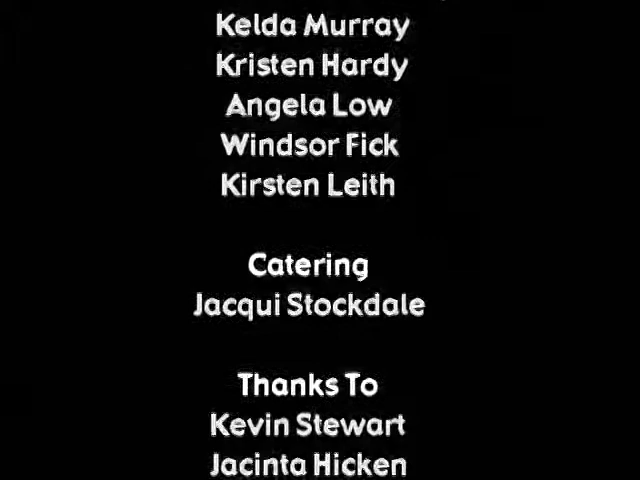 Kelda Murray
Kristen Hardy
Angela Low
Windsor Fick
Kirsten Leith
Catering
Jacqui Stockdale
Thanks To
Kevin Stewart
Jacinta Hicken